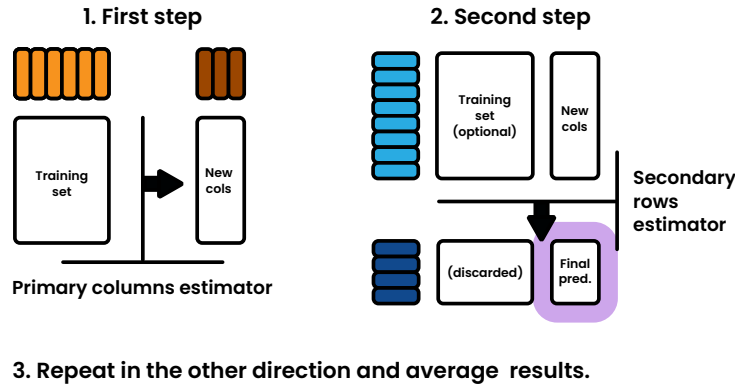 1. First step
Training
set
New
cols
Primary columns estimator
2. Second step
Training
set
(optional)
New
cols
Secondary
rows
estimator
(discarded)
Final
pred.
3. Repeat in the other direction and average results.